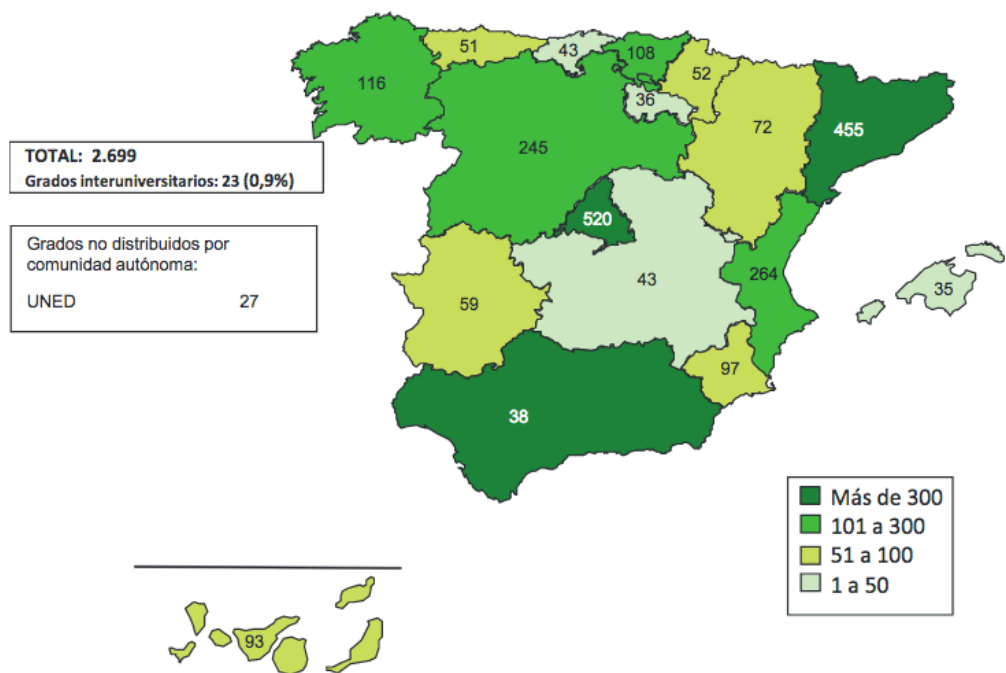 51
43
108
52
116
36
72
455
245
TOTAL: 2.699
Grados interuniversitarios: 23 (0,9%)
520
Grados no distribuidos por
comunidad autónoma:
UNED 27
264
43
35
59
97
38
Más de 300
101 a 300
51 a 100
1 a 50
93